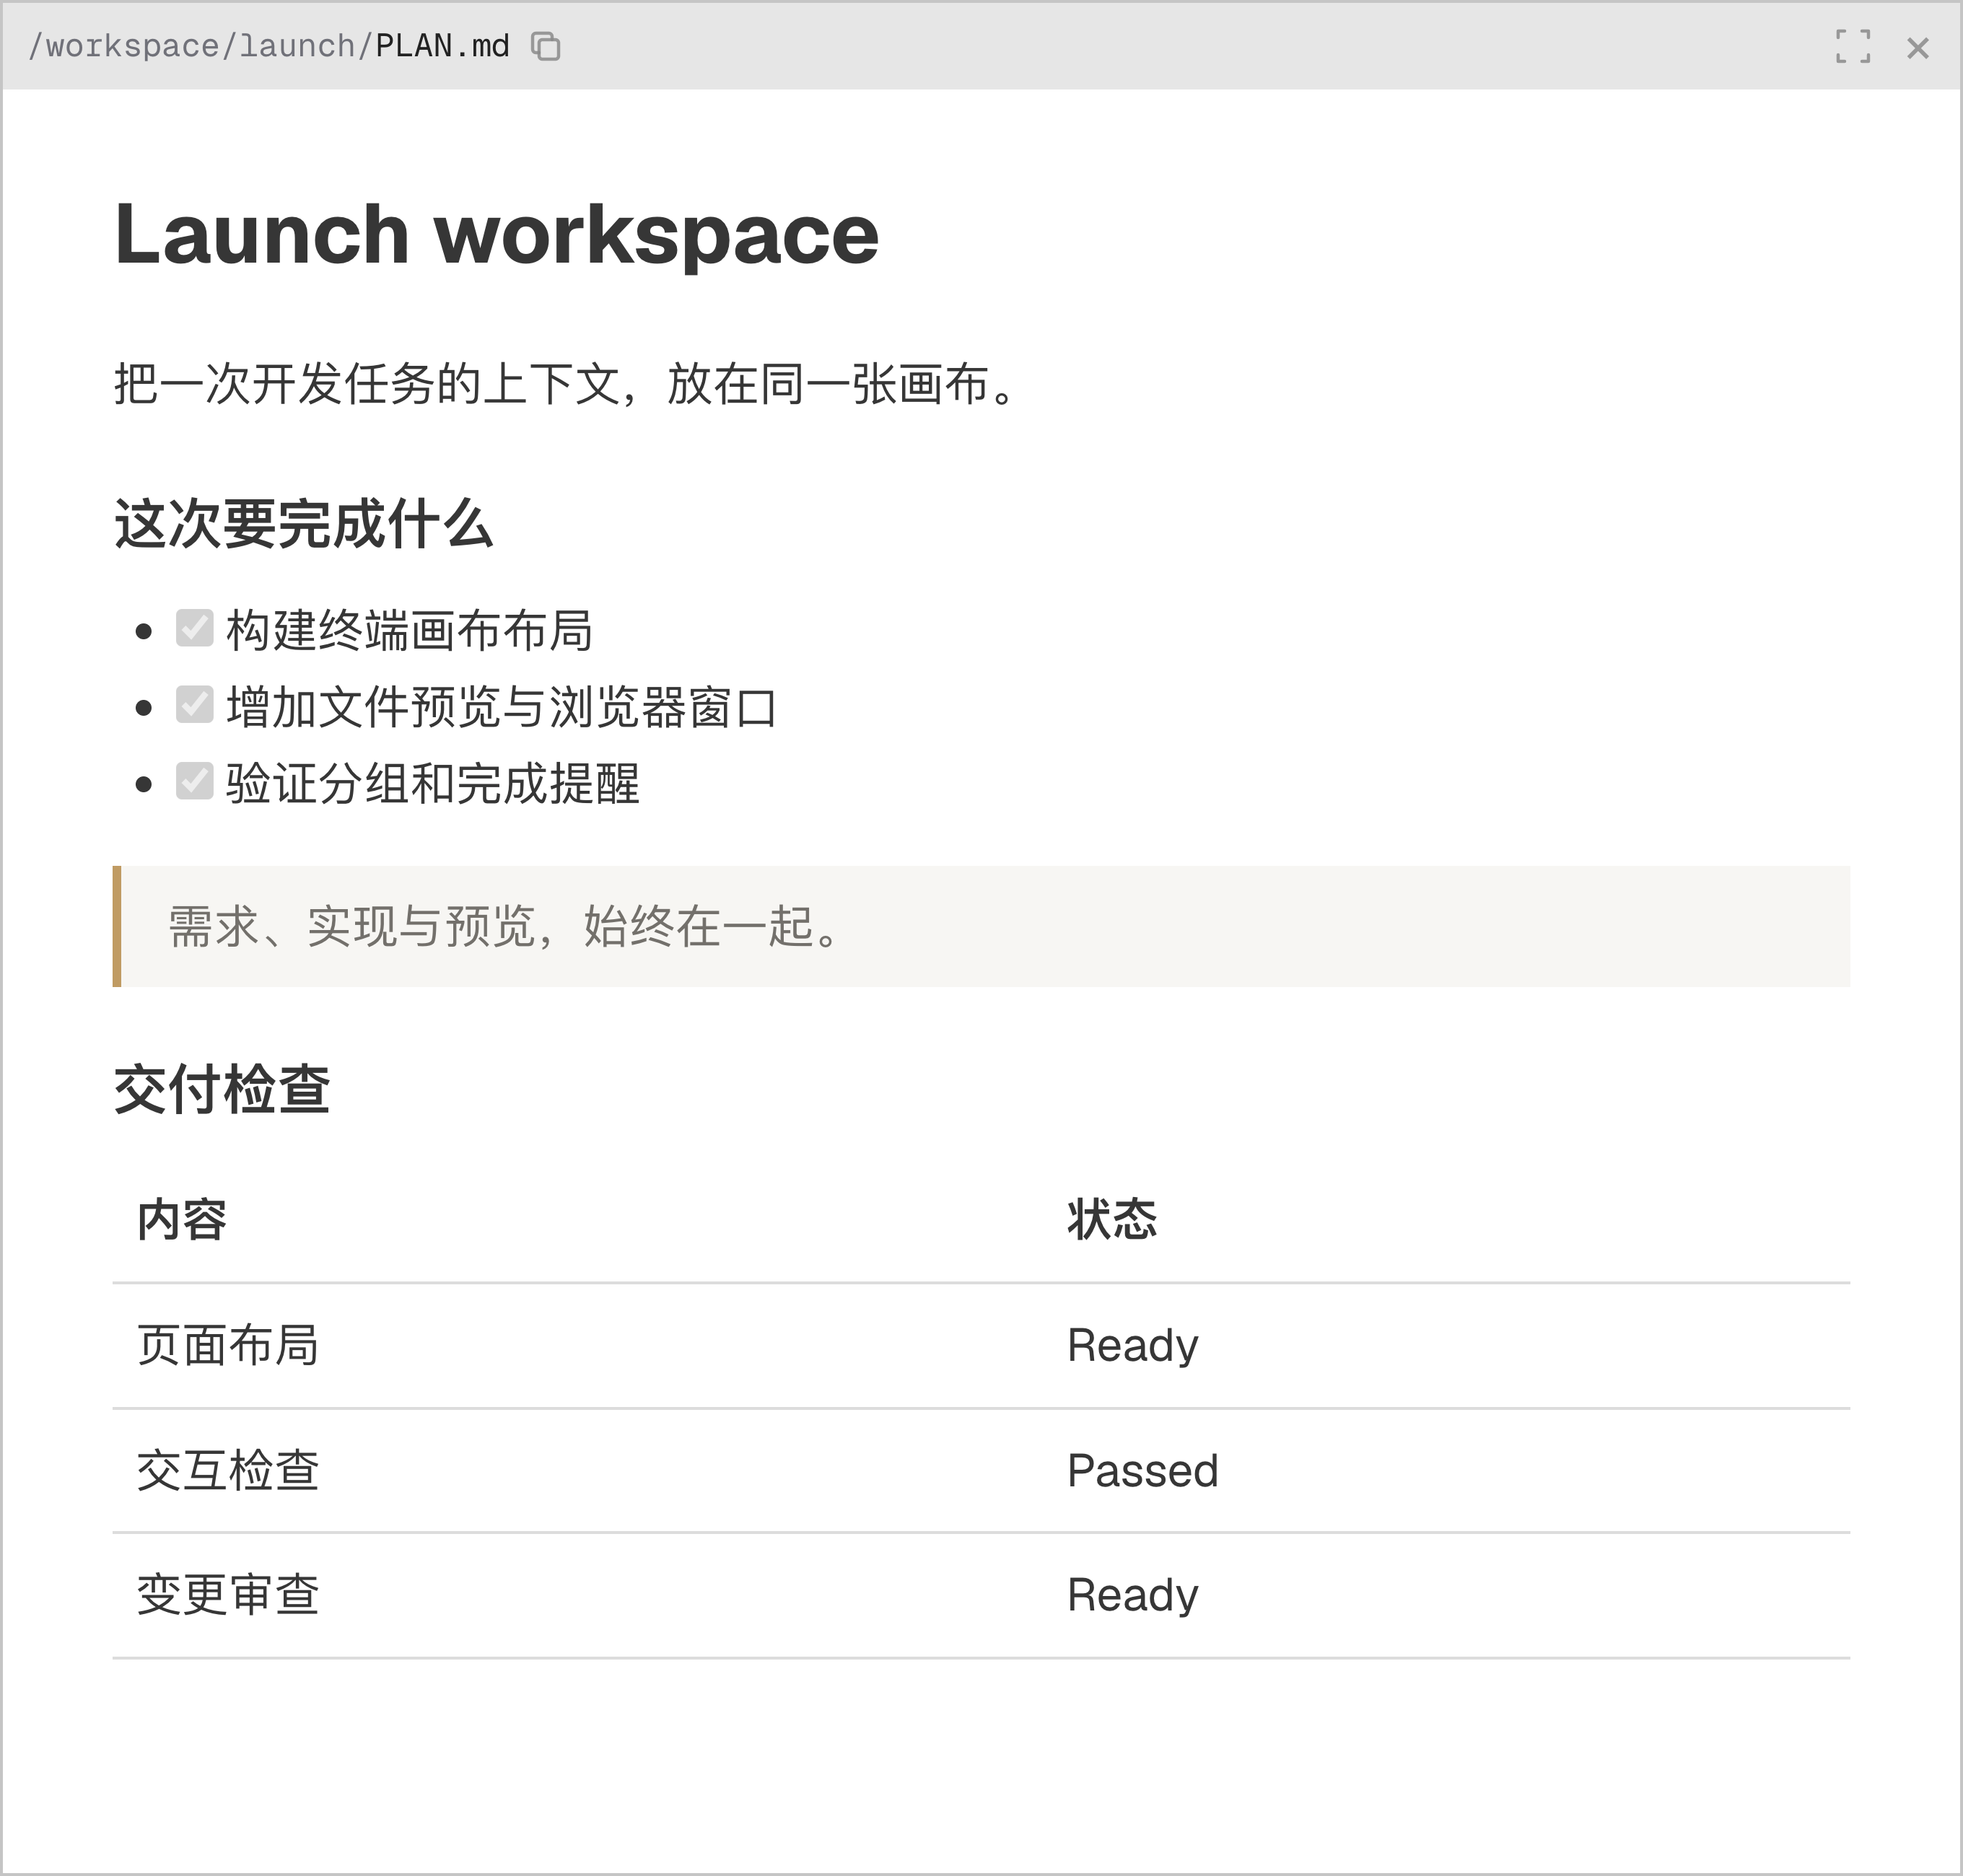 /workspace/launch/PLAN.md
Launch workspace
把一次开发任务的上下文，放在同一张画布。
这次要完成什么
构建终端画布布局
增加文件预览与浏览器窗口
验证分组和完成提醒
需求、实现与预览，始终在一起。
交付检查
内容 状态
页面布局 Ready
交互检查 Passed
变更审查 Ready